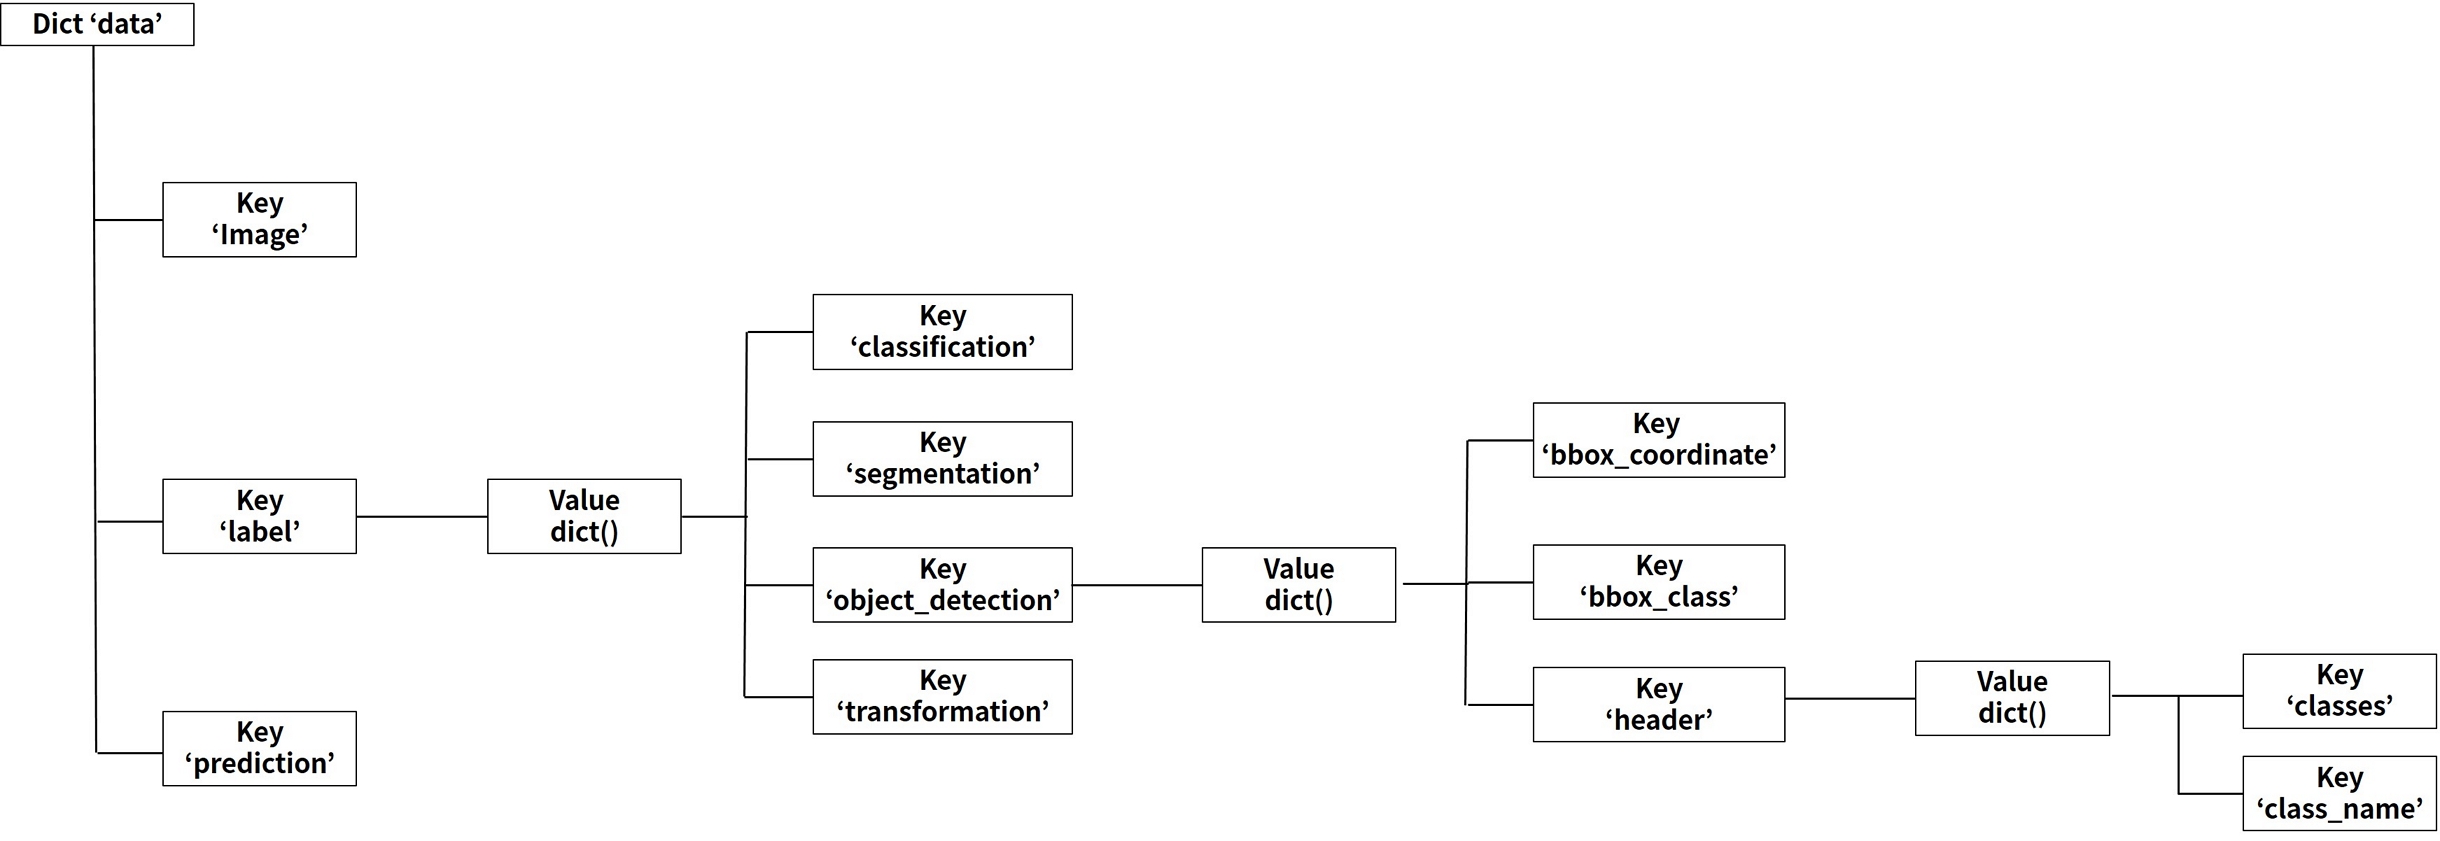 Dict ‘data’
Key
‘Image’
Key
‘label’
Key
‘prediction’
Value
dict()
Key
‘classification’
Key
‘segmentation’
Key
‘object_detection’
Key
‘transformation’
Value
dict()
Key
‘bbox_coordinate’
Key
‘bbox_class’
Key
‘header’
Value
dict()
Key
‘classes’
Key
‘class_name’